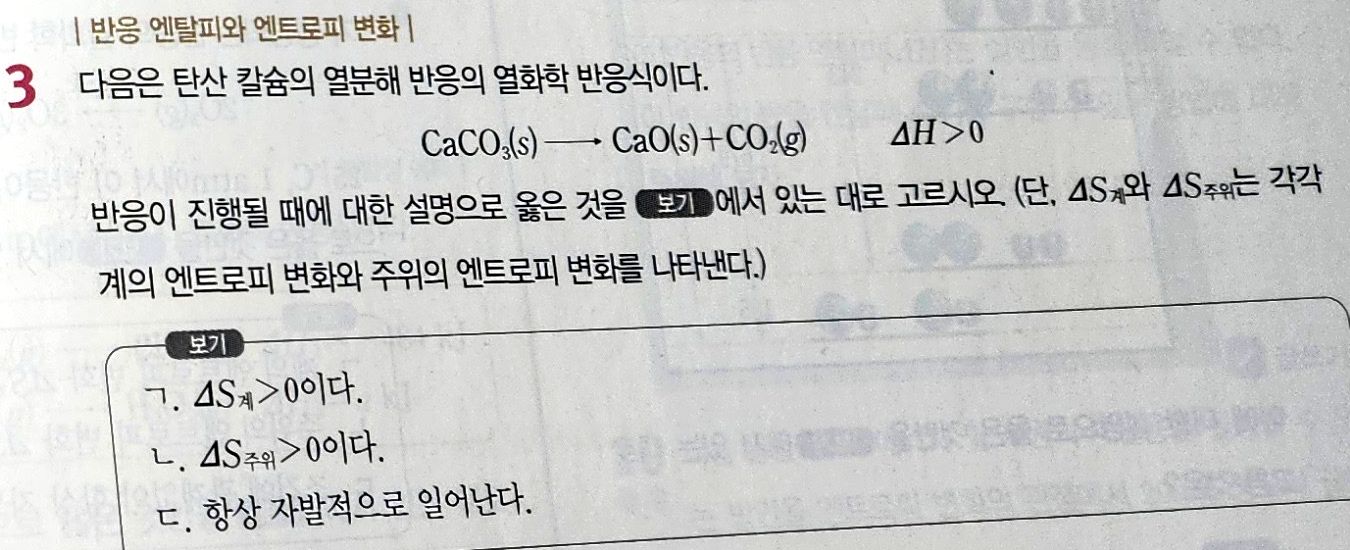 | 반응 엔탈피와 엔트로피 변화 |
3 다음은 탄산 칼슘의 열분해 반응의 열화학 반응식이다.
CaCO₃(s) ⟶ CaO(s)+CO₂(g) ΔH>0
반응이 진행될 때에 대한 설명으로 옳은 것을 보기 에서 있는 대로 고르시오. (단, ΔS계와 ΔS주위는 각각
계의 엔트로피 변화와 주위의 엔트로피 변화를 나타낸다.)
보기
ㄱ. ΔS계>0이다.
ㄴ. ΔS주위>0이다.
ㄷ. 항상 자발적으로 일어난다.